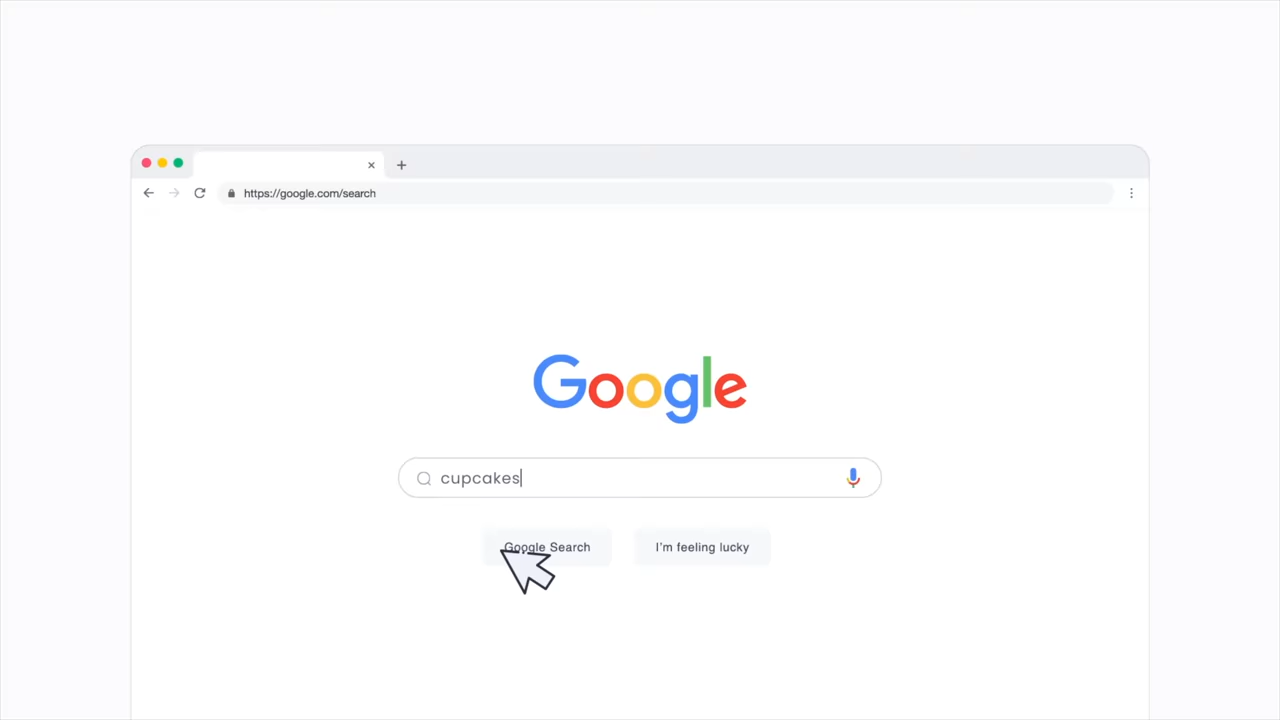 https://google.com/search
Google
cupcakes
Google Search
I'm feeling lucky